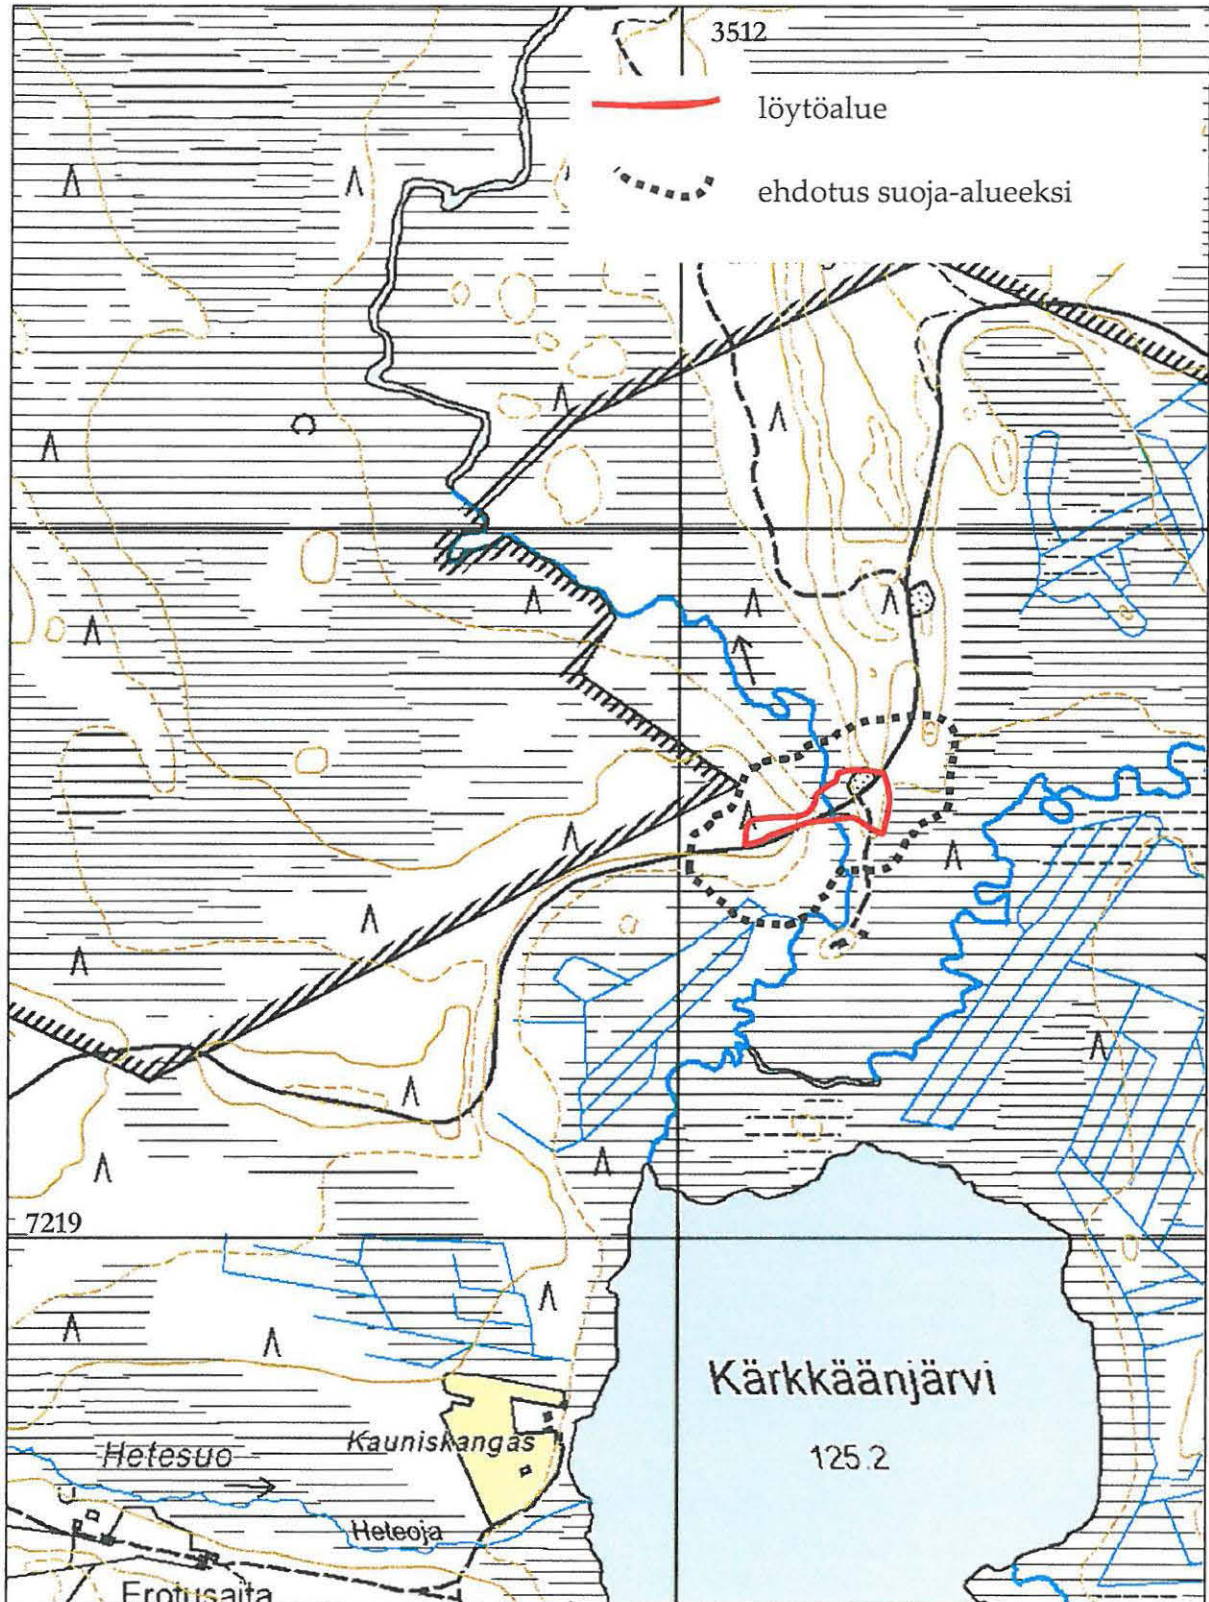 3512
löytöalue
ehdotus suoja-alueeksi
7219
Kärkkäänjärvi
125.2
Kauniskangas
Hetesuo
Heteoja
Erotusaita